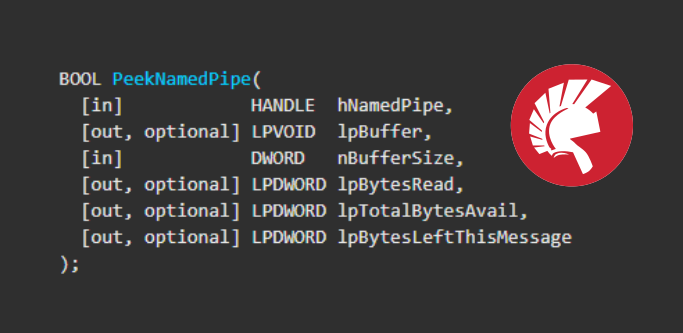 BOOL PeekNamedPipe(
[in] HANDLE hNamedPipe,
[out, optional] LPVOID lpBuffer,
[in] DWORD nBufferSize,
[out, optional] LPDWORD lpBytesRead,
[out, optional] LPDWORD lpTotalBytesAvail,
[out, optional] LPDWORD lpBytesLeftThisMessage
);